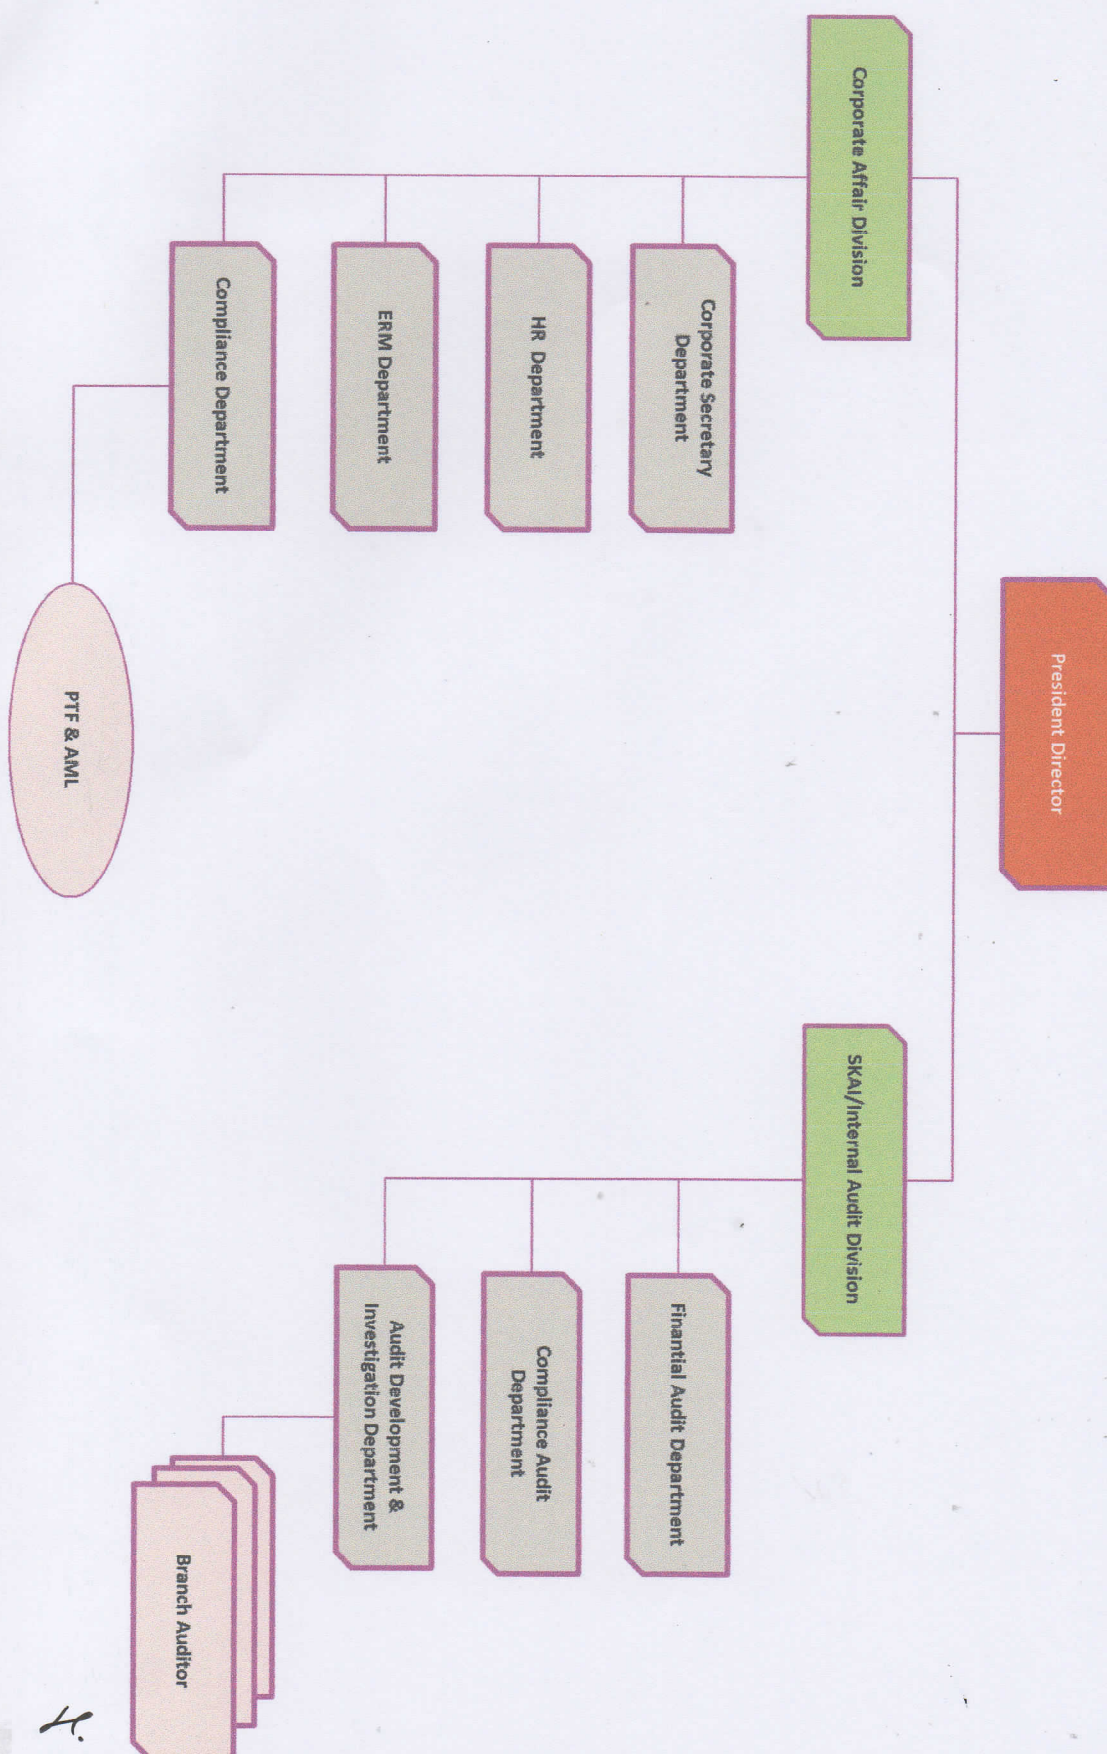 President Director
Corporate Affair Division
SKAI/Internal Audit Division
Corporate Secretary
Department
HR Department
ERM Department
Compliance Department
PTF & AML
Finantial Audit Department
Compliance Audit
Department
Audit Development &
Investigation Department
Branch Auditor